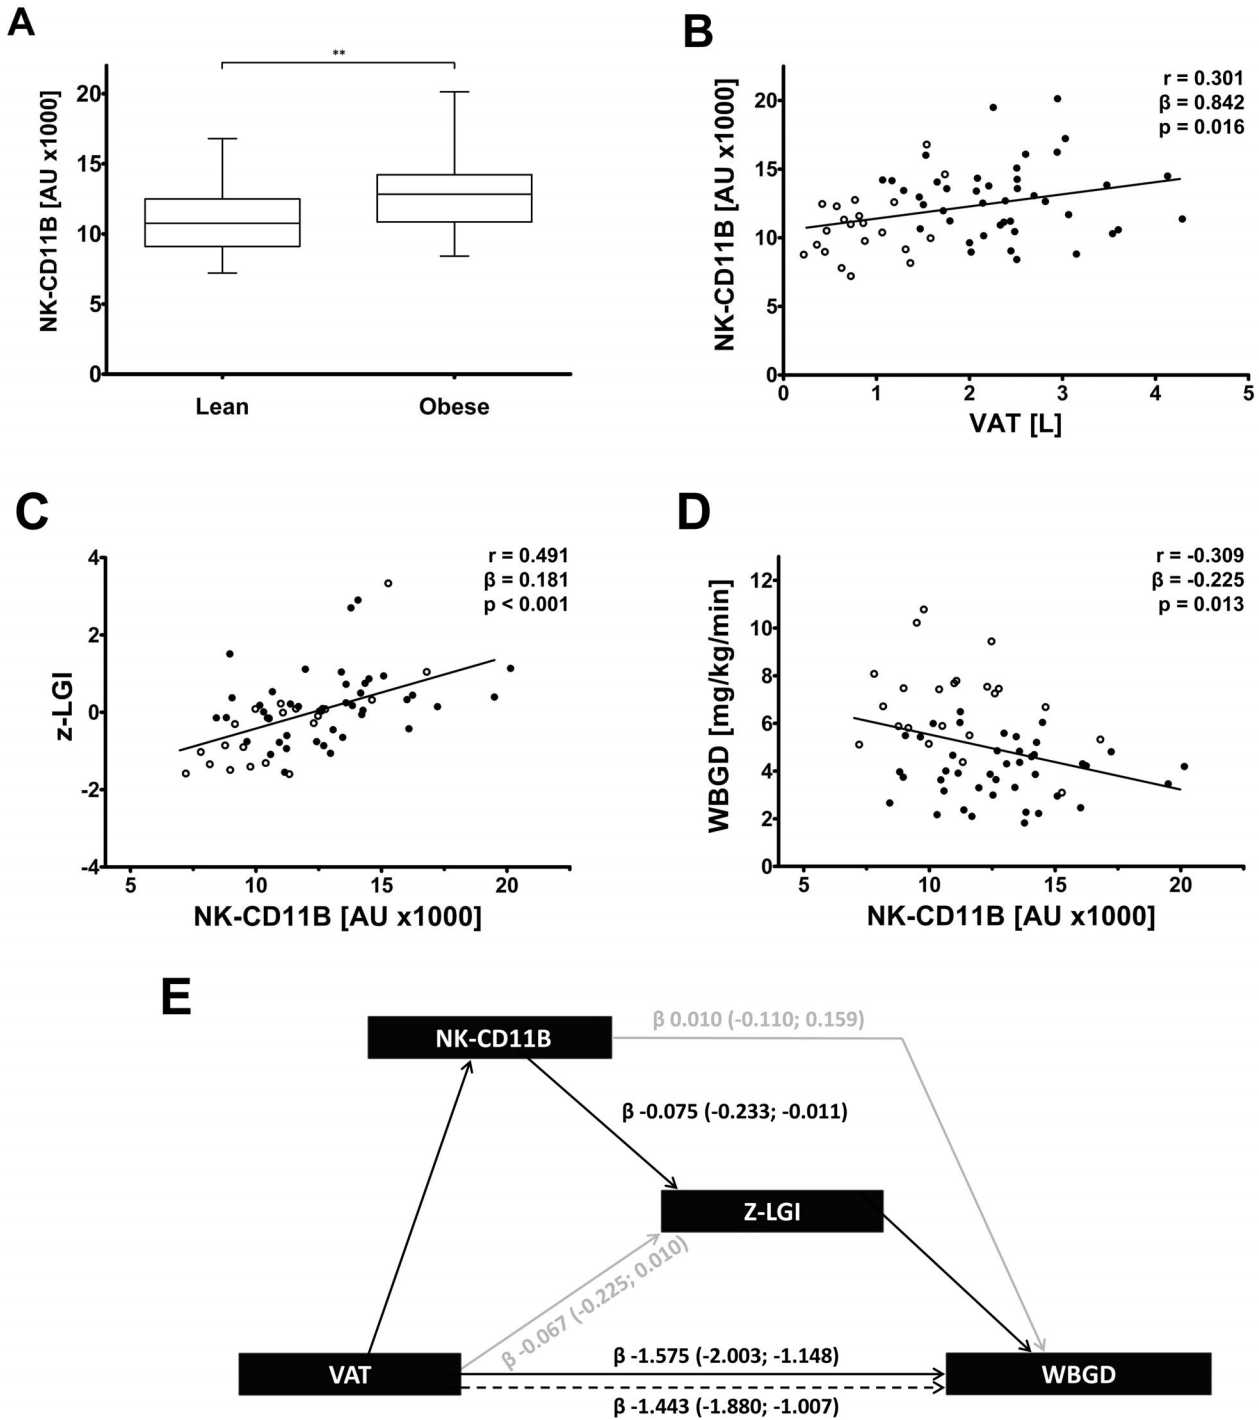 A
**
NK-CD11B [AU x1000]
20
15
10
5
0
Lean
Obese
B
r = 0.301
β = 0.842
p = 0.016
NK-CD11B [AU x1000]
20
15
10
5
0
0 1 2 3 4 5
VAT [L]
C
r = 0.491
β = 0.181
p < 0.001
z-LGI
4
2
0
-2
-4
5 10 15 20
NK-CD11B [AU x1000]
D
r = -0.309
β = -0.225
p = 0.013
WBGD [mg/kg/min]
12
10
8
6
4
2
0
5 10 15 20
NK-CD11B [AU x1000]
E
NK-CD11B
β 0.010 (-0.110; 0.159)
β -0.075 (-0.233; -0.011)
Z-LGI
β -0.067 (-0.225; 0.010)
VAT
β -1.575 (-2.003; -1.148)
WBGD
β -1.443 (-1.880; -1.007)